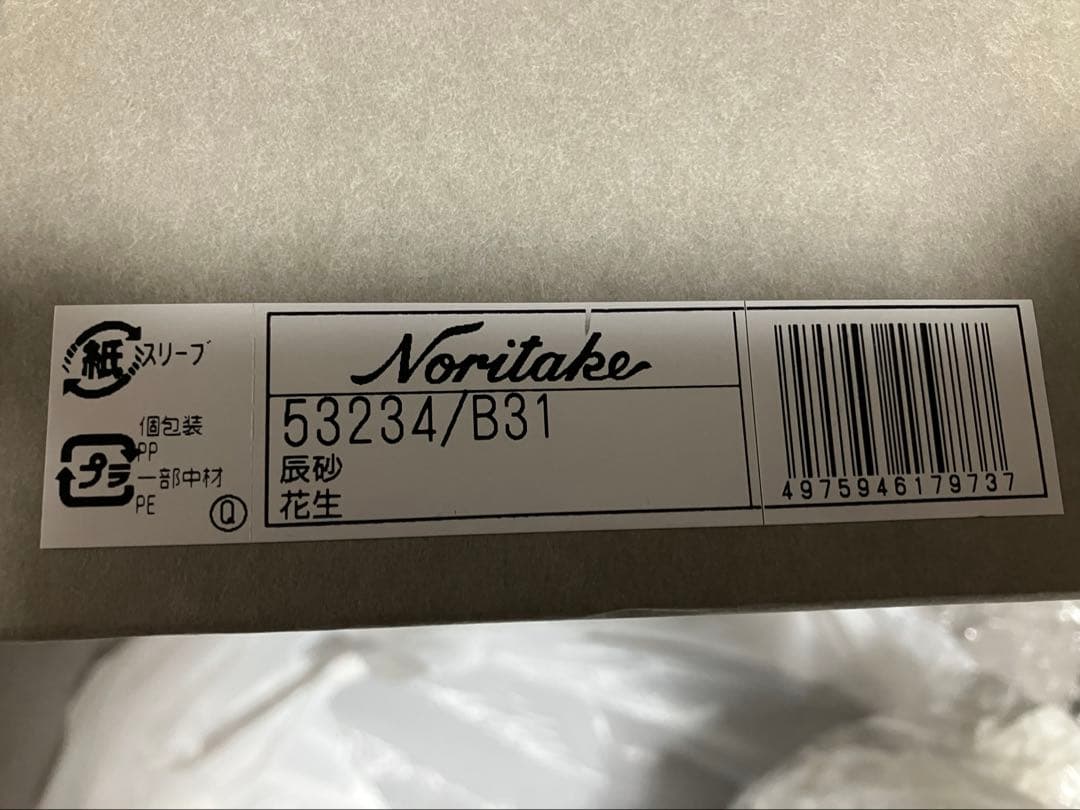 紙
スリーブ
プラ
個包装
PP
一部中材
PE
Q
Noritake
53234/B31
辰砂
花生
4975946179737